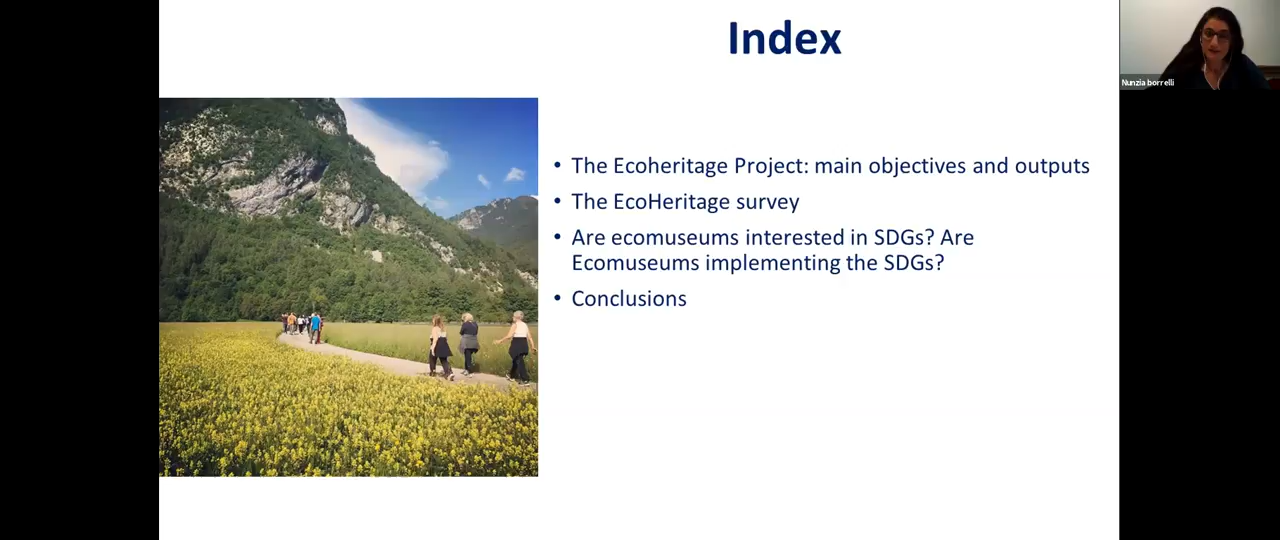 Index
Nunzia borrelli
• The Ecoheritage Project: main objectives and outputs
• The EcoHeritage survey
• Are ecomuseums interested in SDGs? Are
Ecomuseums implementing the SDGs?
• Conclusions